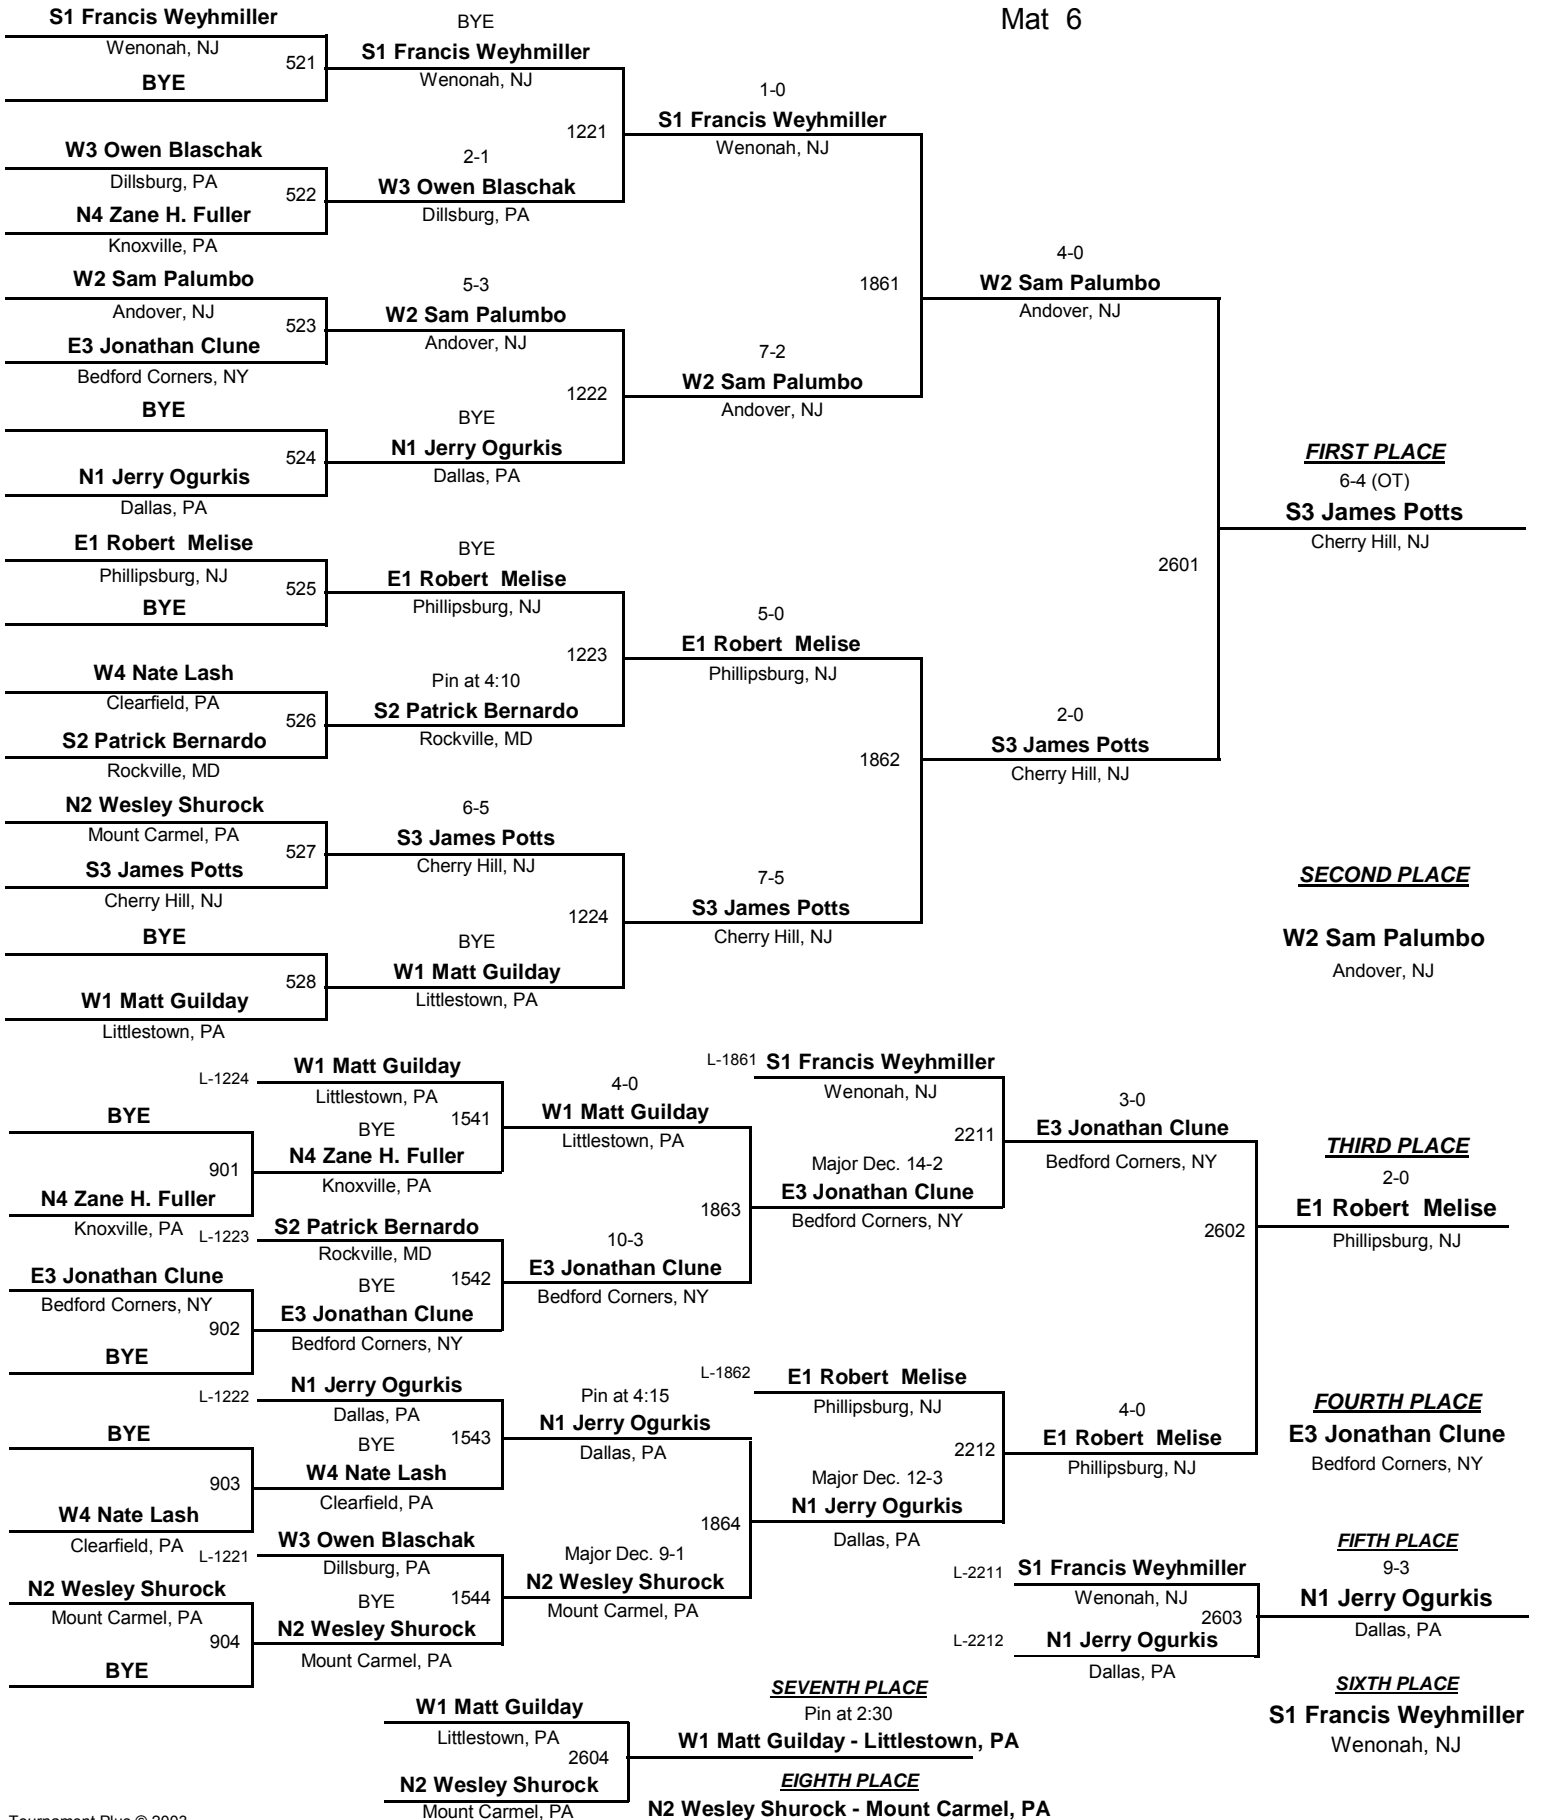 Mat 6
S1 Francis Weyhmiller
Wenonah, NJ
521
BYE
W3 Owen Blaschak
Dillsburg, PA
522
N4 Zane H. Fuller
Knoxville, PA
W2 Sam Palumbo
Andover, NJ
523
E3 Jonathan Clune
Bedford Corners, NY
BYE
524
N1 Jerry Ogurkis
Dallas, PA
E1 Robert Melise
Phillipsburg, NJ
525
BYE
W4 Nate Lash
Clearfield, PA
526
S2 Patrick Bernardo
Rockville, MD
N2 Wesley Shurock
Mount Carmel, PA
527
S3 James Potts
Cherry Hill, NJ
BYE
528
W1 Matt Guilday
Littlestown, PA
BYE
S1 Francis Weyhmiller
Wenonah, NJ
1221
2-1
W3 Owen Blaschak
Dillsburg, PA
5-3
W2 Sam Palumbo
Andover, NJ
1222
BYE
N1 Jerry Ogurkis
Dallas, PA
BYE
E1 Robert Melise
Phillipsburg, NJ
1223
Pin at 4:10
S2 Patrick Bernardo
Rockville, MD
6-5
S3 James Potts
Cherry Hill, NJ
1224
BYE
W1 Matt Guilday
Littlestown, PA
1-0
S1 Francis Weyhmiller
Wenonah, NJ
1861
7-2
W2 Sam Palumbo
Andover, NJ
5-0
E1 Robert Melise
Phillipsburg, NJ
1862
7-5
S3 James Potts
Cherry Hill, NJ
4-0
W2 Sam Palumbo
Andover, NJ
2601
2-0
S3 James Potts
Cherry Hill, NJ
FIRST PLACE
6-4 (OT)
S3 James Potts
Cherry Hill, NJ
SECOND PLACE
W2 Sam Palumbo
Andover, NJ
BYE
901
N4 Zane H. Fuller
Knoxville, PA
E3 Jonathan Clune
Bedford Corners, NY
902
BYE
BYE
903
W4 Nate Lash
Clearfield, PA
N2 Wesley Shurock
Mount Carmel, PA
904
BYE
L-1224
W1 Matt Guilday
Littlestown, PA
1541
BYE
N4 Zane H. Fuller
Knoxville, PA
L-1223
S2 Patrick Bernardo
Rockville, MD
1542
BYE
E3 Jonathan Clune
Bedford Corners, NY
L-1222
N1 Jerry Ogurkis
Dallas, PA
1543
BYE
W4 Nate Lash
Clearfield, PA
L-1221
W3 Owen Blaschak
Dillsburg, PA
1544
BYE
N2 Wesley Shurock
Mount Carmel, PA
4-0
W1 Matt Guilday
Littlestown, PA
1863
10-3
E3 Jonathan Clune
Bedford Corners, NY
Pin at 4:15
N1 Jerry Ogurkis
Dallas, PA
1864
Major Dec. 9-1
N2 Wesley Shurock
Mount Carmel, PA
L-1861
S1 Francis Weyhmiller
Wenonah, NJ
2211
Major Dec. 14-2
E3 Jonathan Clune
Bedford Corners, NY
L-1862
E1 Robert Melise
Phillipsburg, NJ
2212
Major Dec. 12-3
N1 Jerry Ogurkis
Dallas, PA
3-0
E3 Jonathan Clune
Bedford Corners, NY
2602
4-0
E1 Robert Melise
Phillipsburg, NJ
THIRD PLACE
2-0
E1 Robert Melise
Phillipsburg, NJ
FOURTH PLACE
E3 Jonathan Clune
Bedford Corners, NY
L-2211
S1 Francis Weyhmiller
Wenonah, NJ
2603
L-2212
N1 Jerry Ogurkis
Dallas, PA
FIFTH PLACE
9-3
N1 Jerry Ogurkis
Dallas, PA
SIXTH PLACE
S1 Francis Weyhmiller
Wenonah, NJ
W1 Matt Guilday
Littlestown, PA
2604
N2 Wesley Shurock
Mount Carmel, PA
SEVENTH PLACE
Pin at 2:30
W1 Matt Guilday - Littlestown, PA
EIGHTH PLACE
N2 Wesley Shurock - Mount Carmel, PA
Tournament Plus © 2003